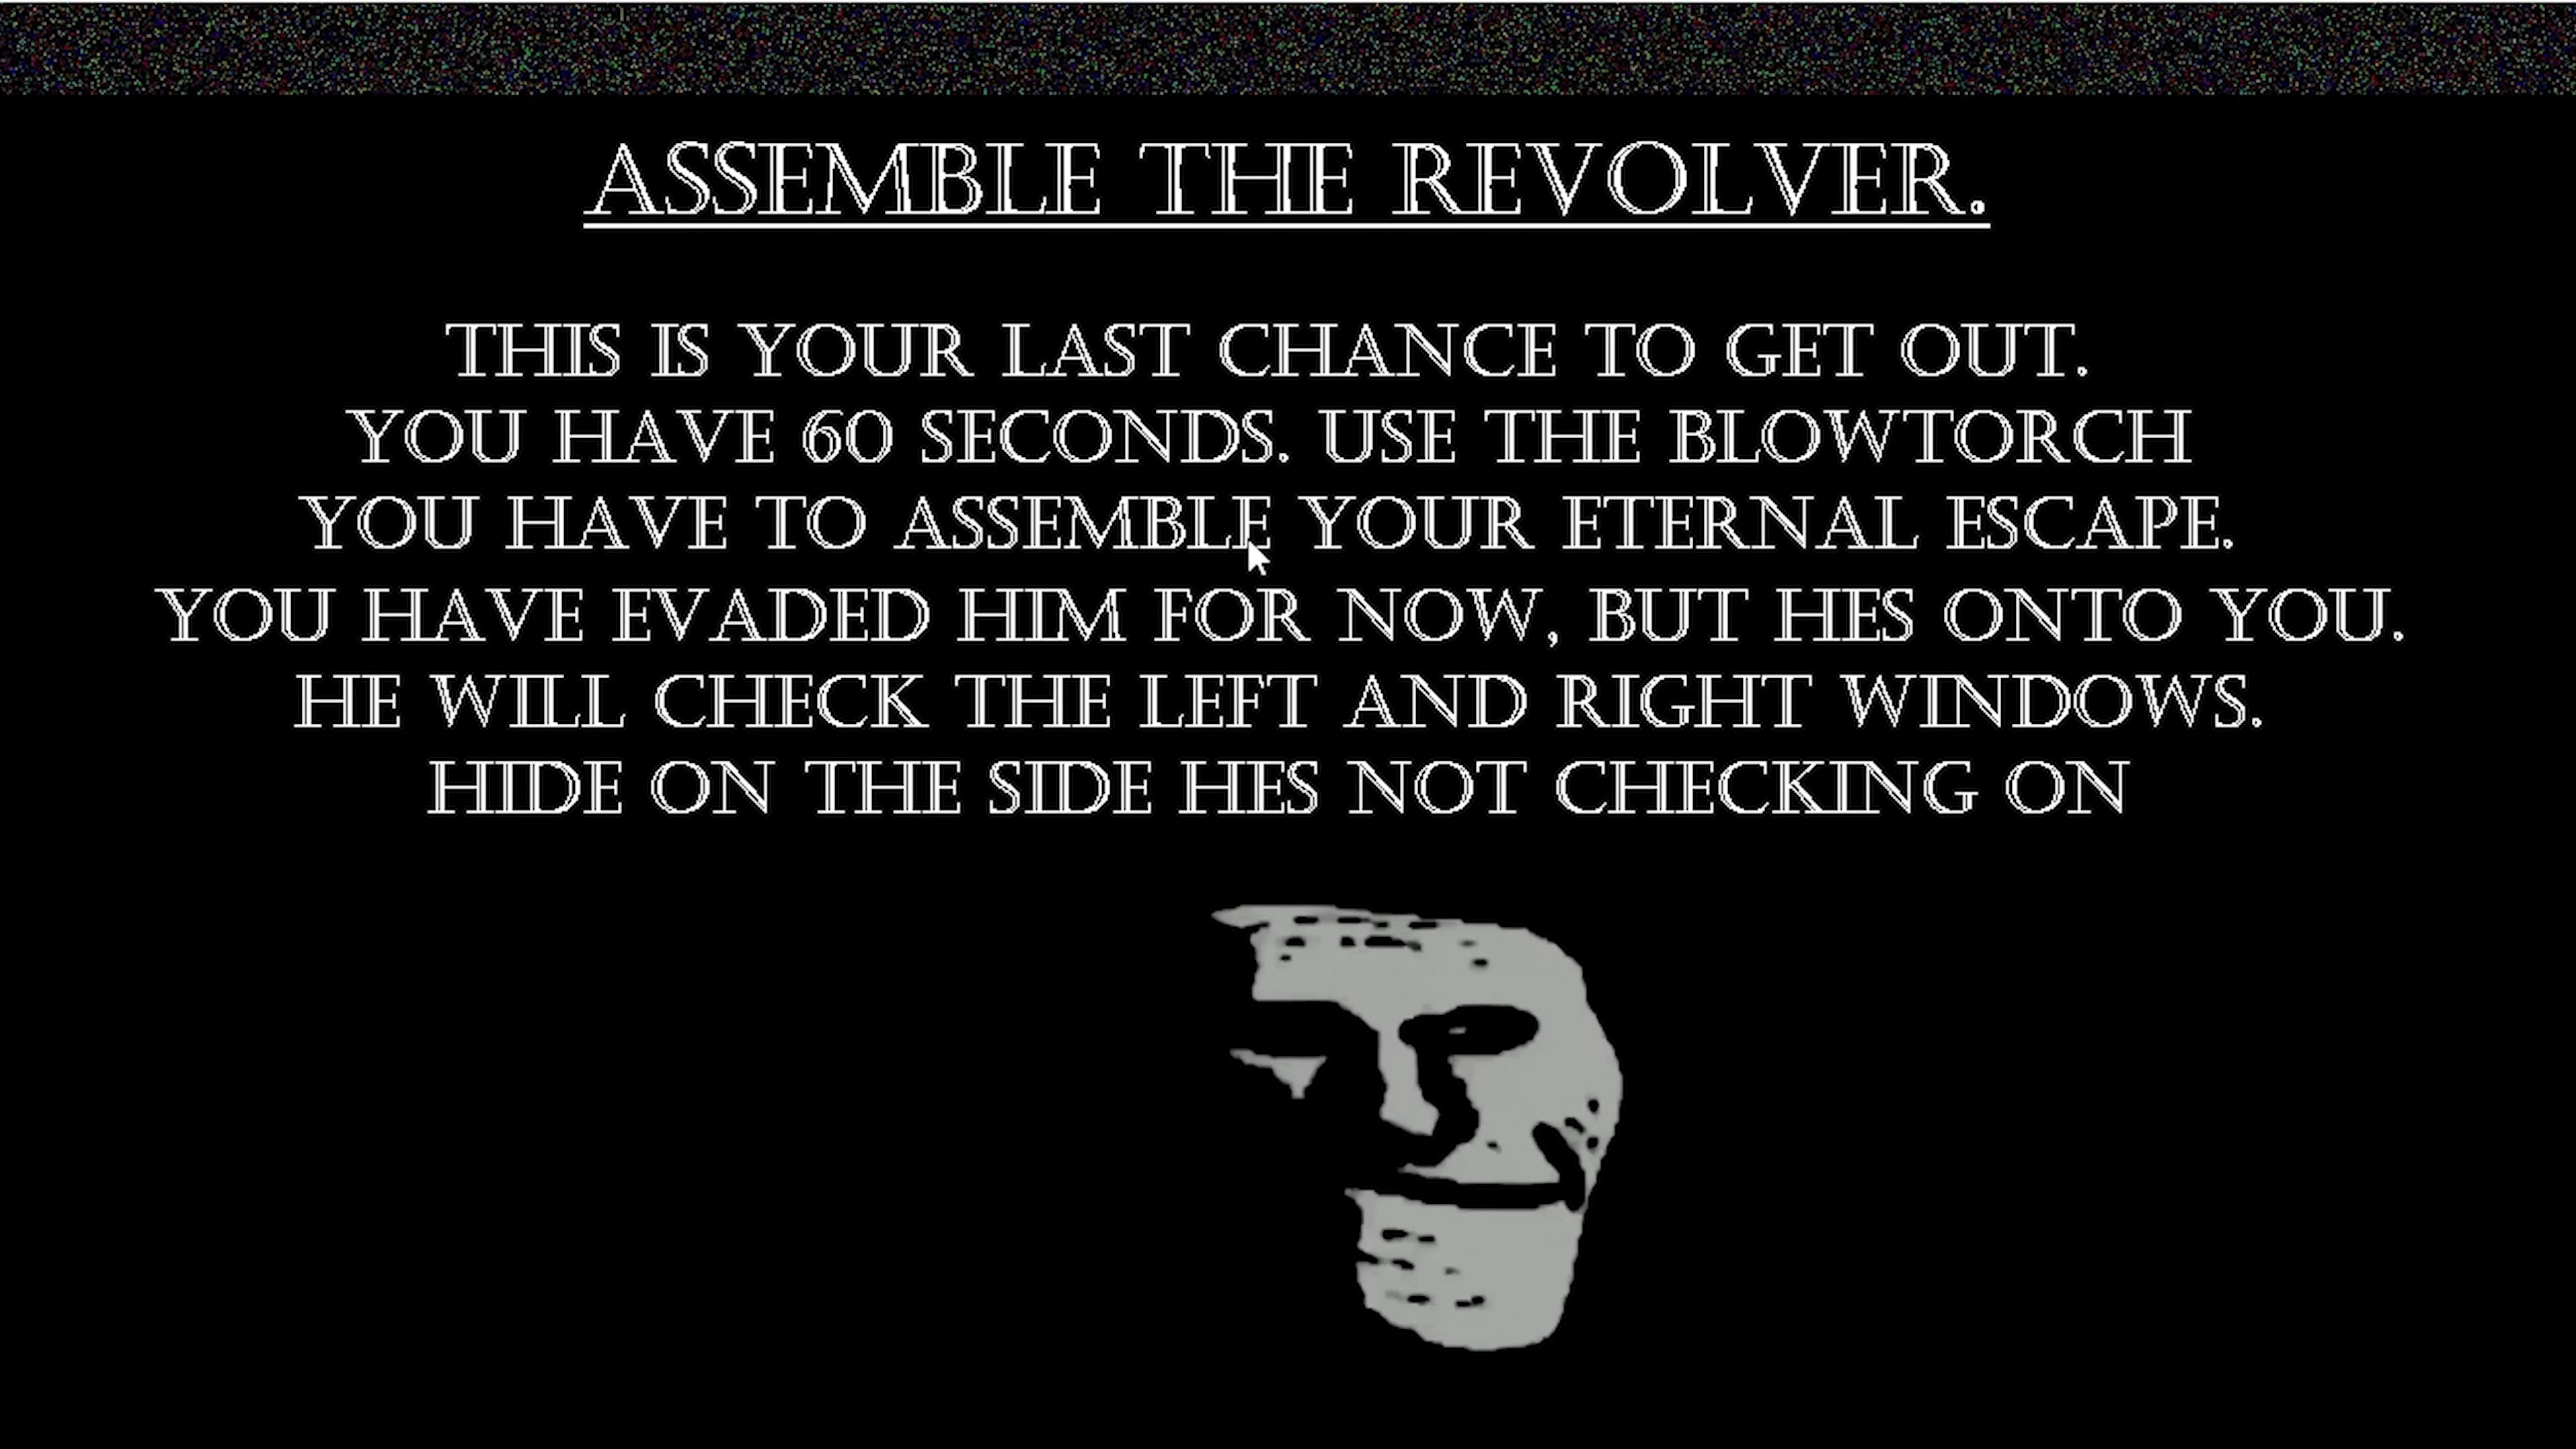 ASSEMBLE THE REVOLVER.
THIS IS YOUR LAST CHANCE TO GET OUT.
YOU HAVE 60 SECONDS. USE THE BLOWTORCH
YOU HAVE TO ASSEMBLE YOUR ETERNAL ESCAPE.
YOU HAVE EVADED HIM FOR NOW, BUT HES ONTO YOU.
HE WILL CHECK THE LEFT AND RIGHT WINDOWS.
HIDE ON THE SIDE HES NOT CHECKING ON